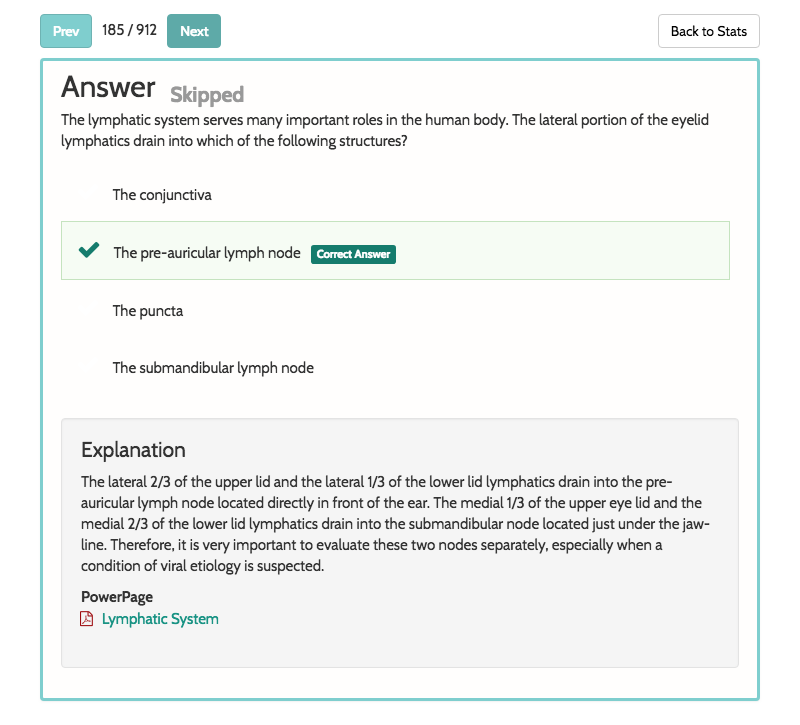 Prev 185 / 912 Next Back to Stats
Answer Skipped
The lymphatic system serves many important roles in the human body. The lateral portion of the eyelid
lymphatics drain into which of the following structures?
The conjunctiva
The pre-auricular lymph node Correct Answer
The puncta
The submandibular lymph node
Explanation
The lateral 2/3 of the upper lid and the lateral 1/3 of the lower lid lymphatics drain into the pre-
auricular lymph node located directly in front of the ear. The medial 1/3 of the upper eye lid and the
medial 2/3 of the lower lid lymphatics drain into the submandibular node located just under the jaw-
line. Therefore, it is very important to evaluate these two nodes separately, especially when a
condition of viral etiology is suspected.
PowerPage
Lymphatic System